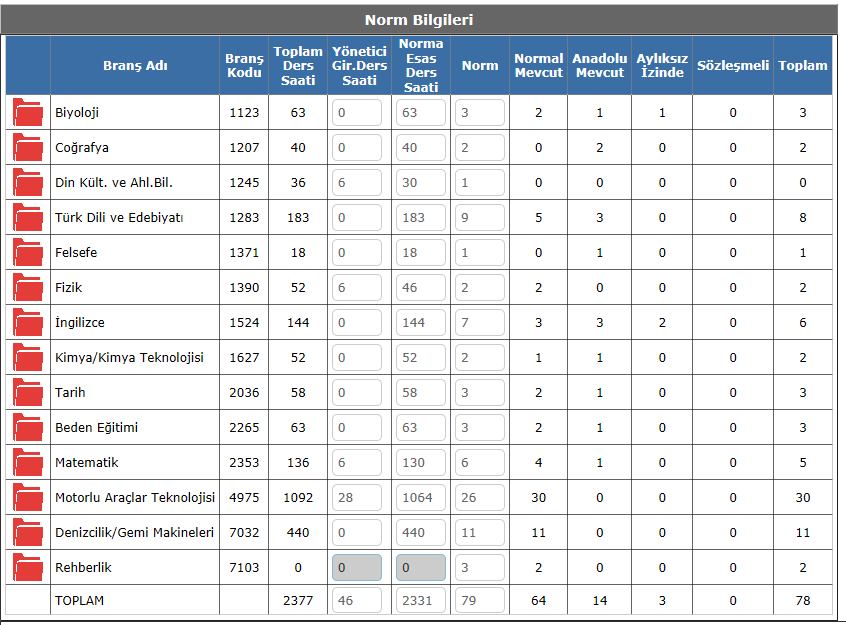 Norm Bilgileri
Branş Adı Branş Kodu Toplam Ders Saati Yönetici Gir.Ders Saati Norma Esas Ders Saati Norm Normal Mevcut Anadolu Mevcut Aylıksız İzinde Sözleşmeli Toplam
Biyoloji 1123 63 0 63 3 2 1 1 0 3
Coğrafya 1207 40 0 40 2 0 2 0 0 2
Din Kült. ve Ahl.Bil. 1245 36 6 30 1 0 0 0 0 0
Türk Dili ve Edebiyatı 1283 183 0 183 9 5 3 0 0 8
Felsefe 1371 18 0 18 1 0 1 0 0 1
Fizik 1390 52 6 46 2 2 0 0 0 2
İngilizce 1524 144 0 144 7 3 3 2 0 6
Kimya/Kimya Teknolojisi 1627 52 0 52 2 1 1 0 0 2
Tarih 2036 58 0 58 3 2 1 0 0 3
Beden Eğitimi 2265 63 0 63 3 2 1 0 0 3
Matematik 2353 136 6 130 6 4 1 0 0 5
Motorlu Araçlar Teknolojisi 4975 1092 28 1064 26 30 0 0 0 30
Denizcilik/Gemi Makineleri 7032 440 0 440 11 11 0 0 0 11
Rehberlik 7103 0 0 0 3 2 0 0 0 2
TOPLAM 2377 46 2331 79 64 14 3 0 78